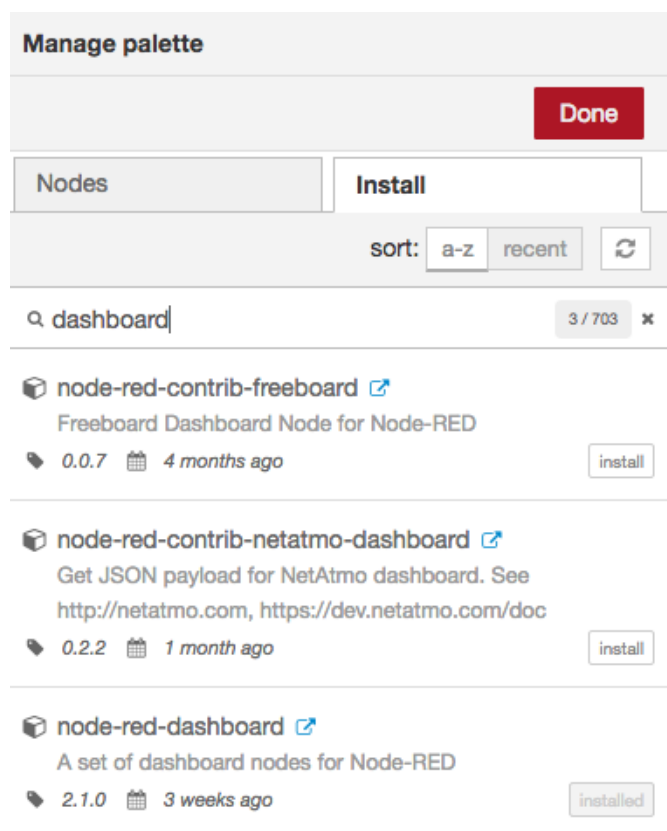 Manage palette
Done
Nodes
Install
sort: a-z recent
dashboard 3 / 703
node-red-contrib-freeboard
Freeboard Dashboard Node for Node-RED
0.0.7 4 months ago install
node-red-contrib-netatmo-dashboard
Get JSON payload for NetAtmo dashboard. See
http://netatmo.com, https://dev.netatmo.com/doc
0.2.2 1 month ago install
node-red-dashboard
A set of dashboard nodes for Node-RED
2.1.0 3 weeks ago installed